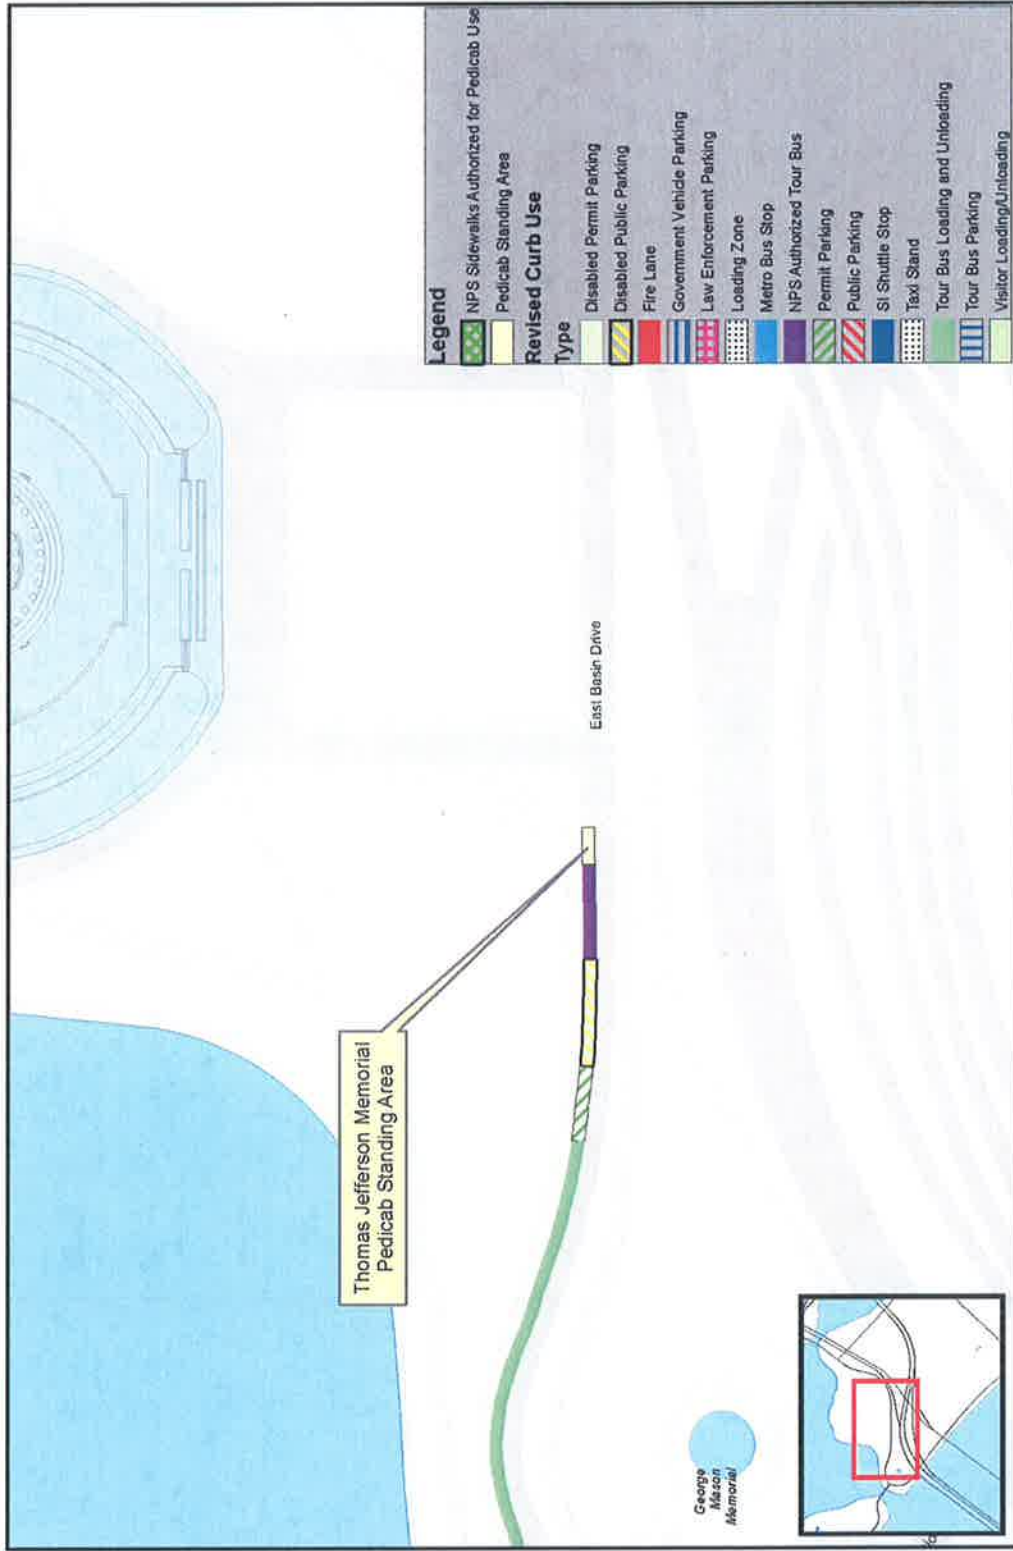 Thomas Jefferson Memorial
Pedicab Standing Area
East Basin Drive
George
Mason
Memorial
Legend
NPS Sidewalks Authorized for Pedicab Use
Pedicab Standing Area
Revised Curb Use
Type
Disabled Permit Parking
Disabled Public Parking
Fire Lane
Government Vehicle Parking
Law Enforcement Parking
Loading Zone
Metro Bus Stop
NPS Authorized Tour Bus
Permit Parking
Public Parking
SI Shuttle Stop
Taxi Stand
Tour Bus Loading and Unloading
Tour Bus Parking
Visitor Loading/Unloading